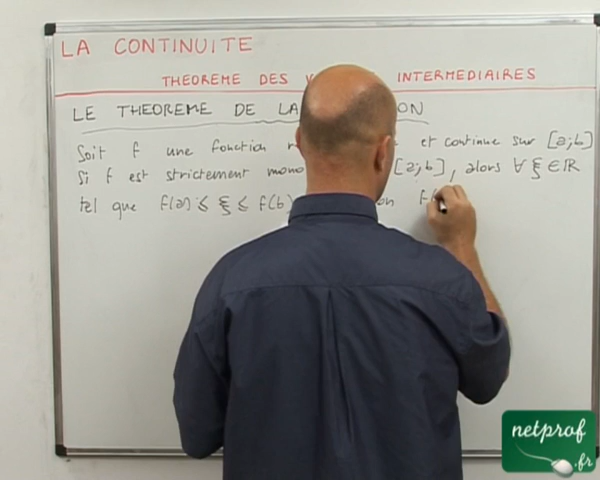 LA CONTINUITE
THEOREME DES INTERMEDIAIRES
LE THEOREME DE LA ION
Soit f une fonction et continue sur [a;b]
Si f est strictement mono [a;b], alors ∀ ξ ∈ ℝ
tel que f(a) ≤ ξ ≤ f(b) on f(
netprof
.fr